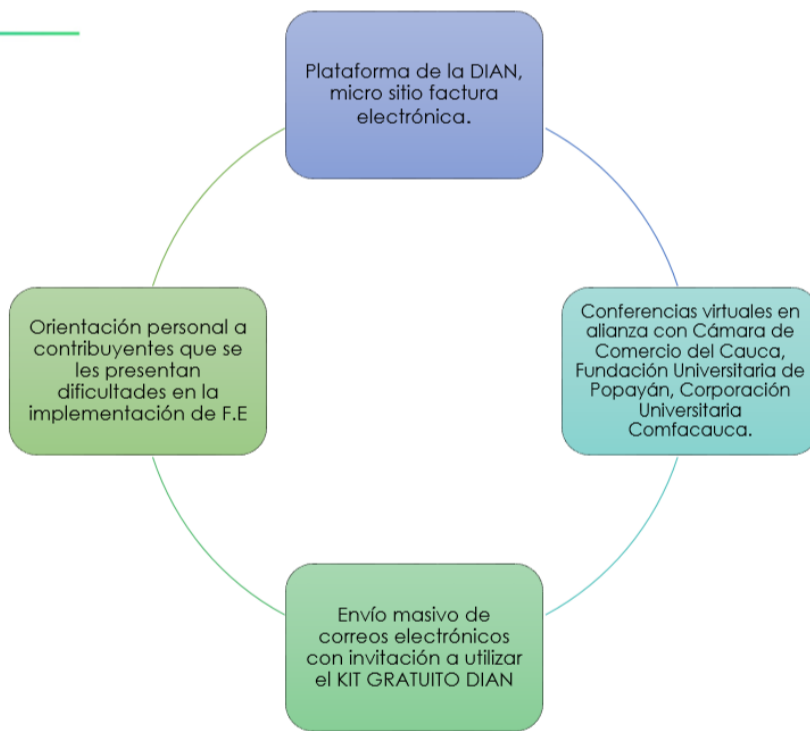 Plataforma de la DIAN,
micro sitio factura
electrónica.
Conferencias virtuales en
alianza con Cámara de
Comercio del Cauca,
Fundación Universitaria de
Popayán, Corporación
Universitaria
Comfacauca.
Envío masivo de
correos electrónicos
con invitación a utilizar
el KIT GRATUITO DIAN
Orientación personal a
contribuyentes que se
les presentan
dificultades en la
implementación de F.E